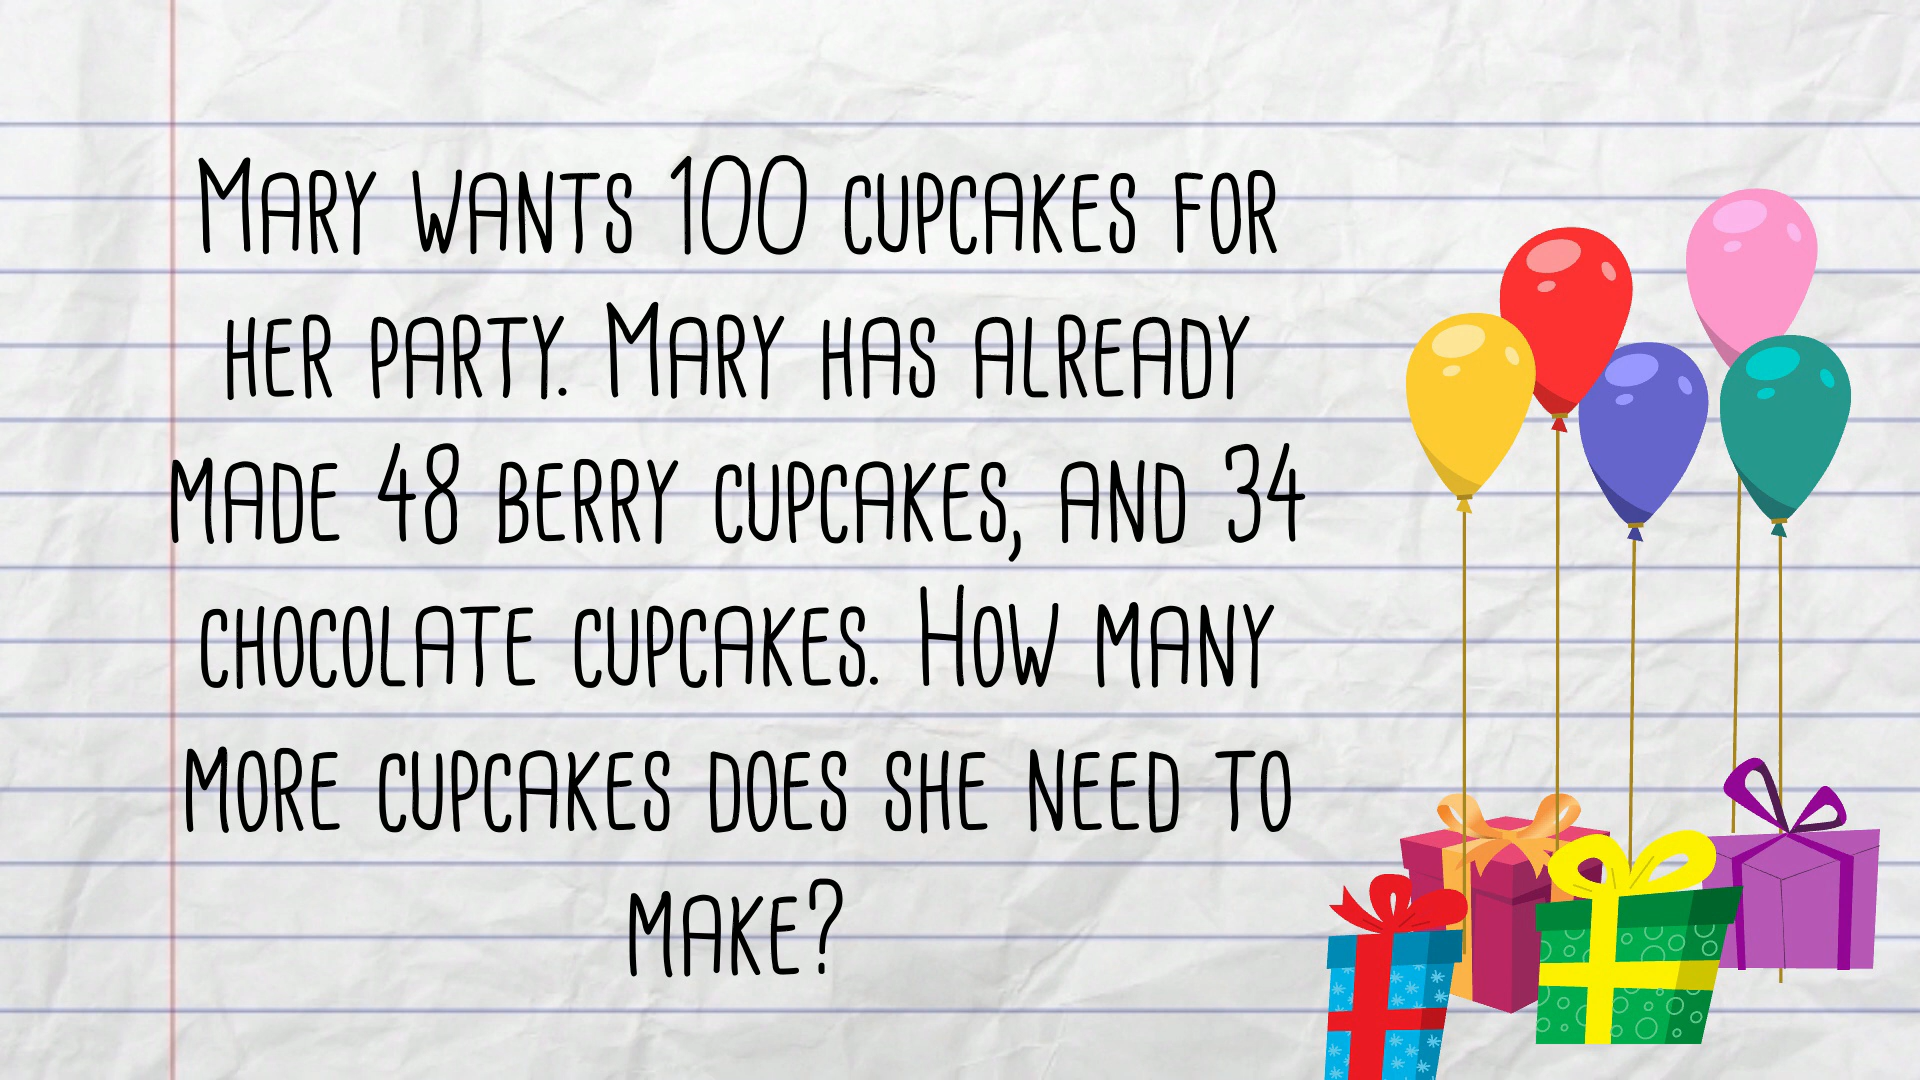 Mary wants 100 cupcakes for
her party. Mary has already
made 48 berry cupcakes, and 34
chocolate cupcakes. How many
more cupcakes does she need to
make?